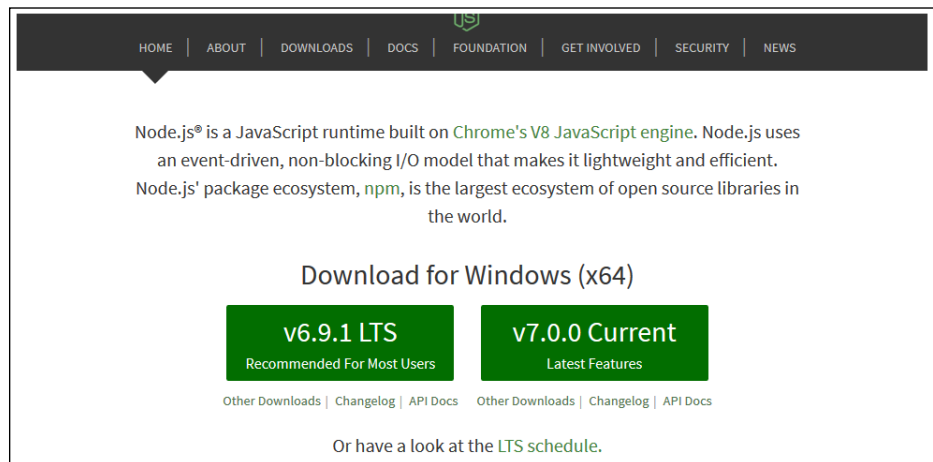 JS
HOME | ABOUT | DOWNLOADS | DOCS | FOUNDATION | GET INVOLVED | SECURITY | NEWS
Node.js® is a JavaScript runtime built on Chrome's V8 JavaScript engine. Node.js uses
an event-driven, non-blocking I/O model that makes it lightweight and efficient.
Node.js' package ecosystem, npm, is the largest ecosystem of open source libraries in
the world.
Download for Windows (x64)
v6.9.1 LTS
Recommended For Most Users
v7.0.0 Current
Latest Features
Other Downloads | Changelog | API Docs
Other Downloads | Changelog | API Docs
Or have a look at the LTS schedule.